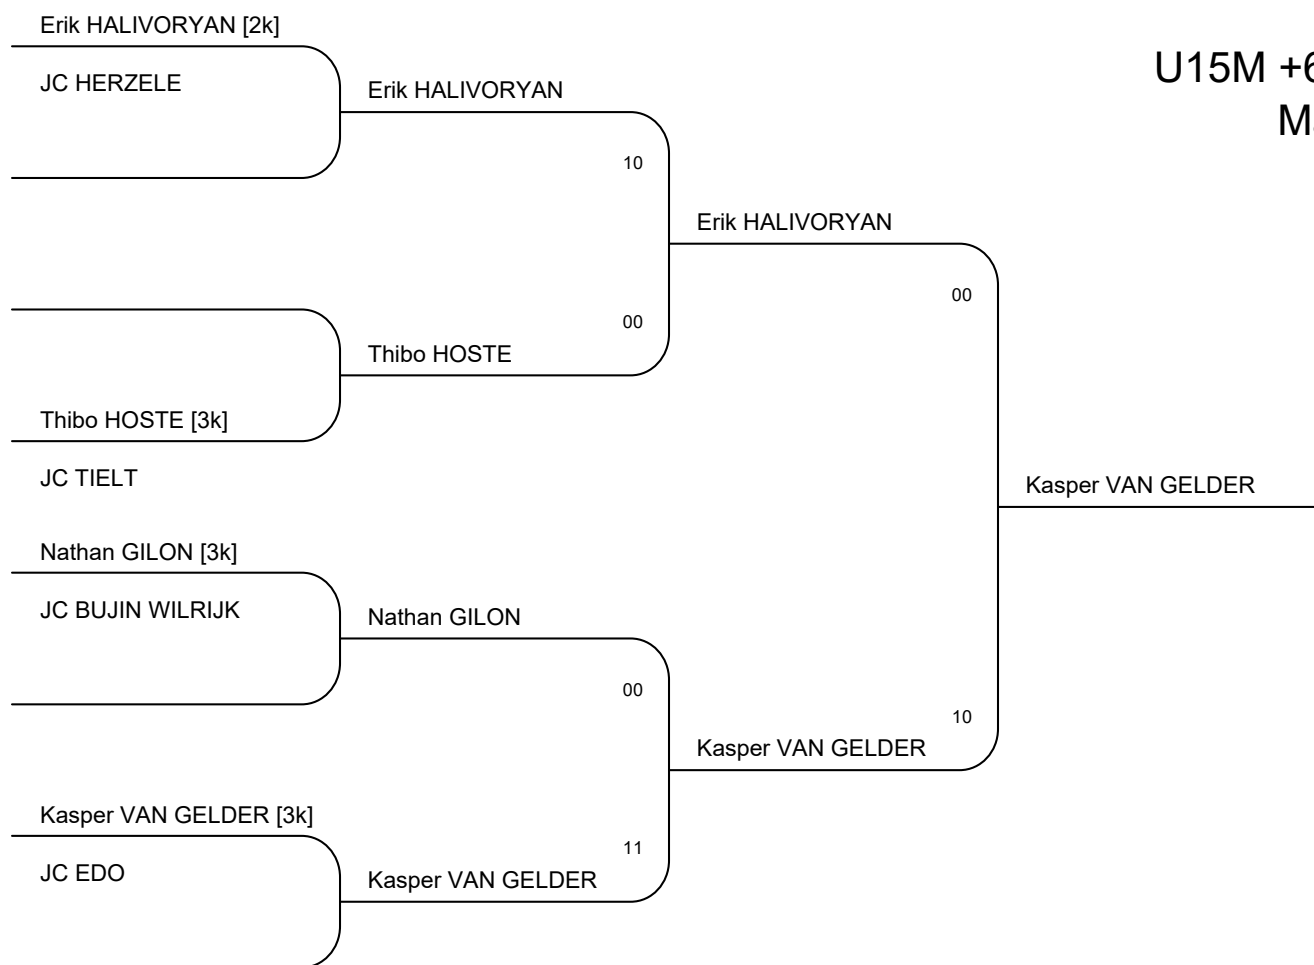 Erik HALIVORYAN [2k]
JC HERZELE
Erik HALIVORYAN
10
Erik HALIVORYAN
00
00
Thibo HOSTE
Thibo HOSTE [3k]
JC TIELT
Kasper VAN GELDER
Nathan GILON [3k]
JC BUJIN WILRIJK
Nathan GILON
00
10
Kasper VAN GELDER
Kasper VAN GELDER [3k]
JC EDO
11
Kasper VAN GELDER
U15M